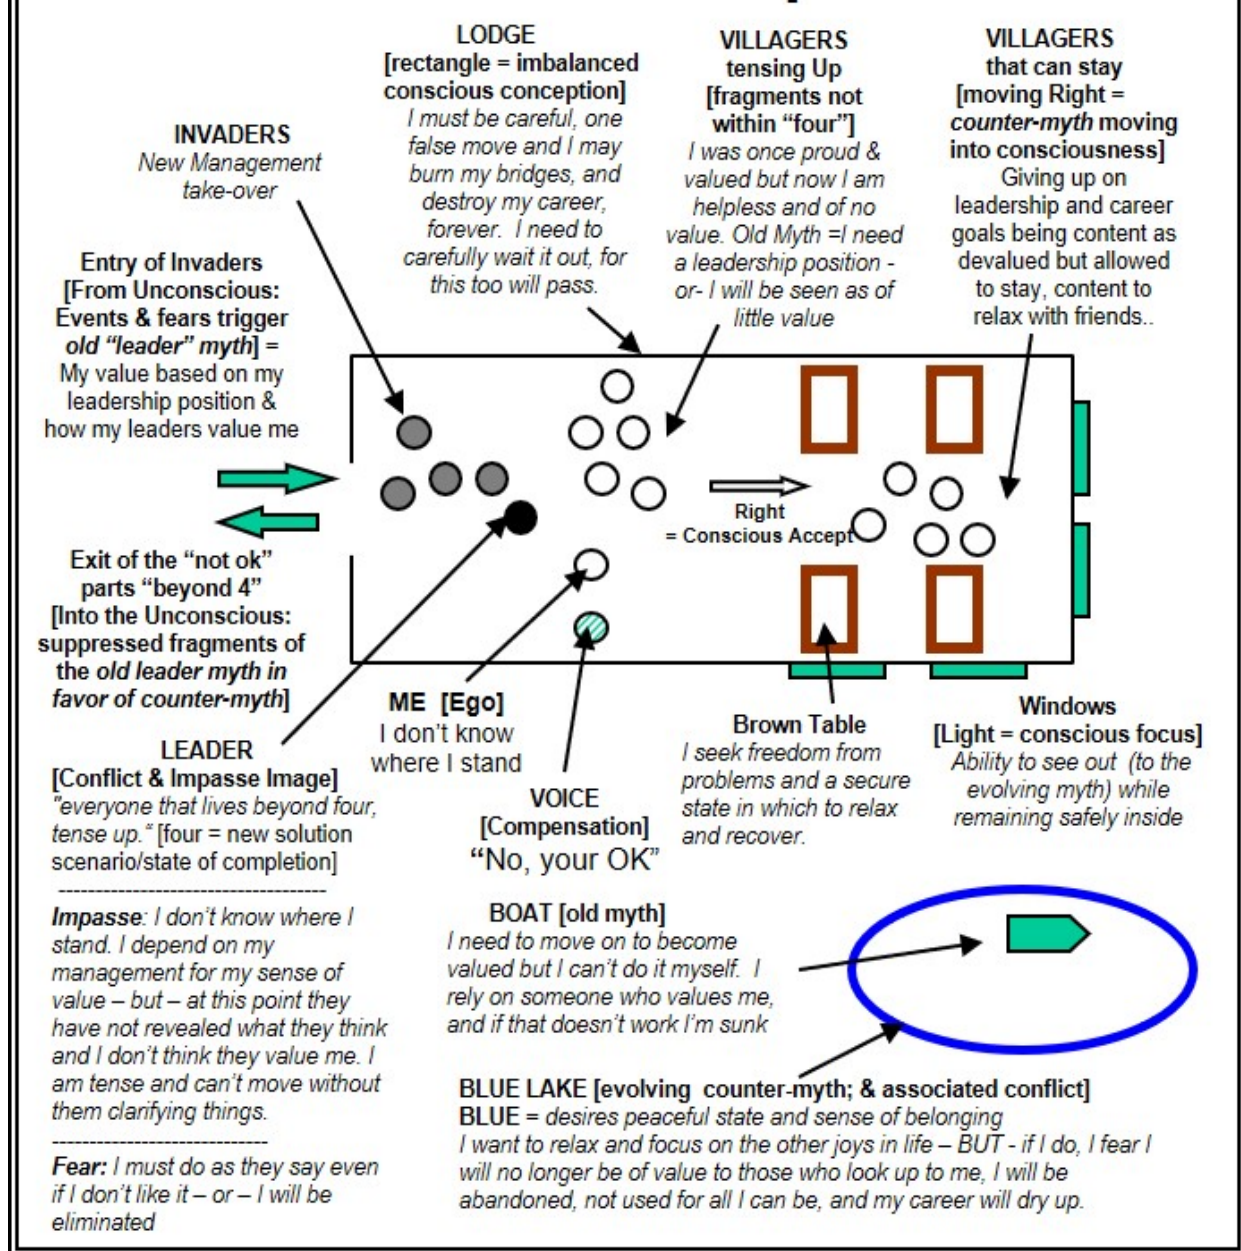 LODGE
[rectangle = imbalanced
conscious conception]
I must be careful, one
false move and I may
burn my bridges, and
destroy my career,
forever.  I need to
carefully wait it out, for
this too will pass.
VILLAGERS
tensing Up
[fragments not
within “four”]
I was once proud &
valued but now I am
helpless and of no
value. Old Myth =I need
a leadership position -
or- I will be seen as of
little value
VILLAGERS
that can stay
[moving Right =
counter-myth moving
into consciousness]
Giving up on
leadership and career
goals being content as
devalued but allowed
to stay, content to
relax with friends..
INVADERS
New Management
take-over
Entry of Invaders
[From Unconscious:
Events & fears trigger
old “leader” myth] =
My value based on my
leadership position &
how my leaders value me
Right
= Conscious Accept
Exit of the “not ok”
parts “beyond 4”
[Into the Unconscious:
suppressed fragments of
the old leader myth in
favor of counter-myth]
ME  [Ego]
I don’t know
where I stand
VOICE
[Compensation]
“No, your OK”
Brown Table
I seek freedom from
problems and a secure
state in which to relax
and recover.
Windows
[Light = conscious focus]
Ability to see out  (to the
evolving myth) while
remaining safely inside
LEADER
[Conflict & Impasse Image]
"everyone that lives beyond four,
tense up.“ [four = new solution
scenario/state of completion]
------------------------------------
Impasse: I don’t know where I
stand. I depend on my
management for my sense of
value – but – at this point they
have not revealed what they think
and I don’t think they value me. I
am tense and can’t move without
them clarifying things.
-----------------------------
Fear: I must do as they say even
if I don’t like it – or – I will be
eliminated
BOAT [old myth]
I need to move on to become
valued but I can’t do it myself.  I
rely on someone who values me,
and if that doesn’t work I’m sunk
BLUE LAKE [evolving  counter-myth; & associated conflict]
BLUE = desires peaceful state and sense of belonging
I want to relax and focus on the other joys in life – BUT - if I do, I fear I
will no longer be of value to those who look up to me, I will be
abandoned, not used for all I can be, and my career will dry up.